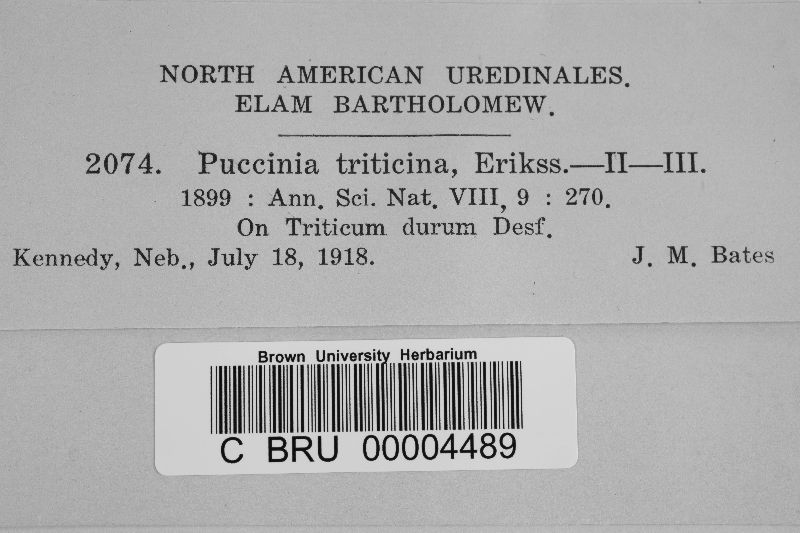 NORTH AMERICAN UREDINALES.
ELAM BARTHOLOMEW.
2074. Puccinia triticina, Erikss.—II—III.
1899 : Ann. Sci. Nat. VIII, 9 : 270.
On Triticum durum Desf.
Kennedy, Neb., July 18, 1918. J. M. Bates
Brown University Herbarium
C BRU 00004489